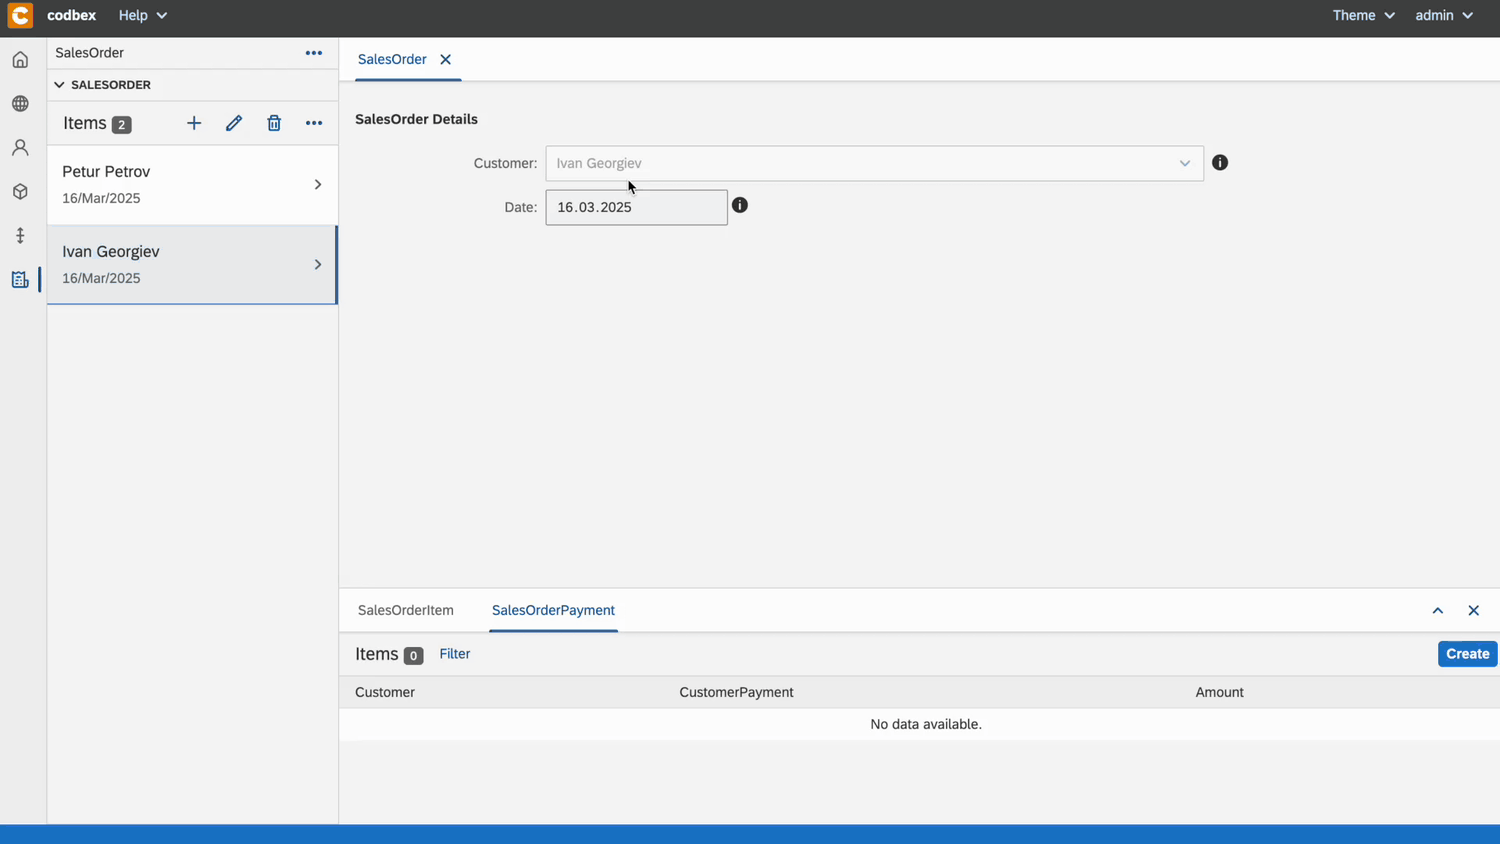 codbex Help Theme admin
SalesOrder
SALESORDER
Items 2
Petur Petrov
16/Mar/2025
Ivan Georgiev
16/Mar/2025
SalesOrder
SalesOrder Details
Customer: Ivan Georgiev
Date: 16.03.2025
SalesOrderItem SalesOrderPayment
Items 0 Filter Create
Customer CustomerPayment Amount
No data available.